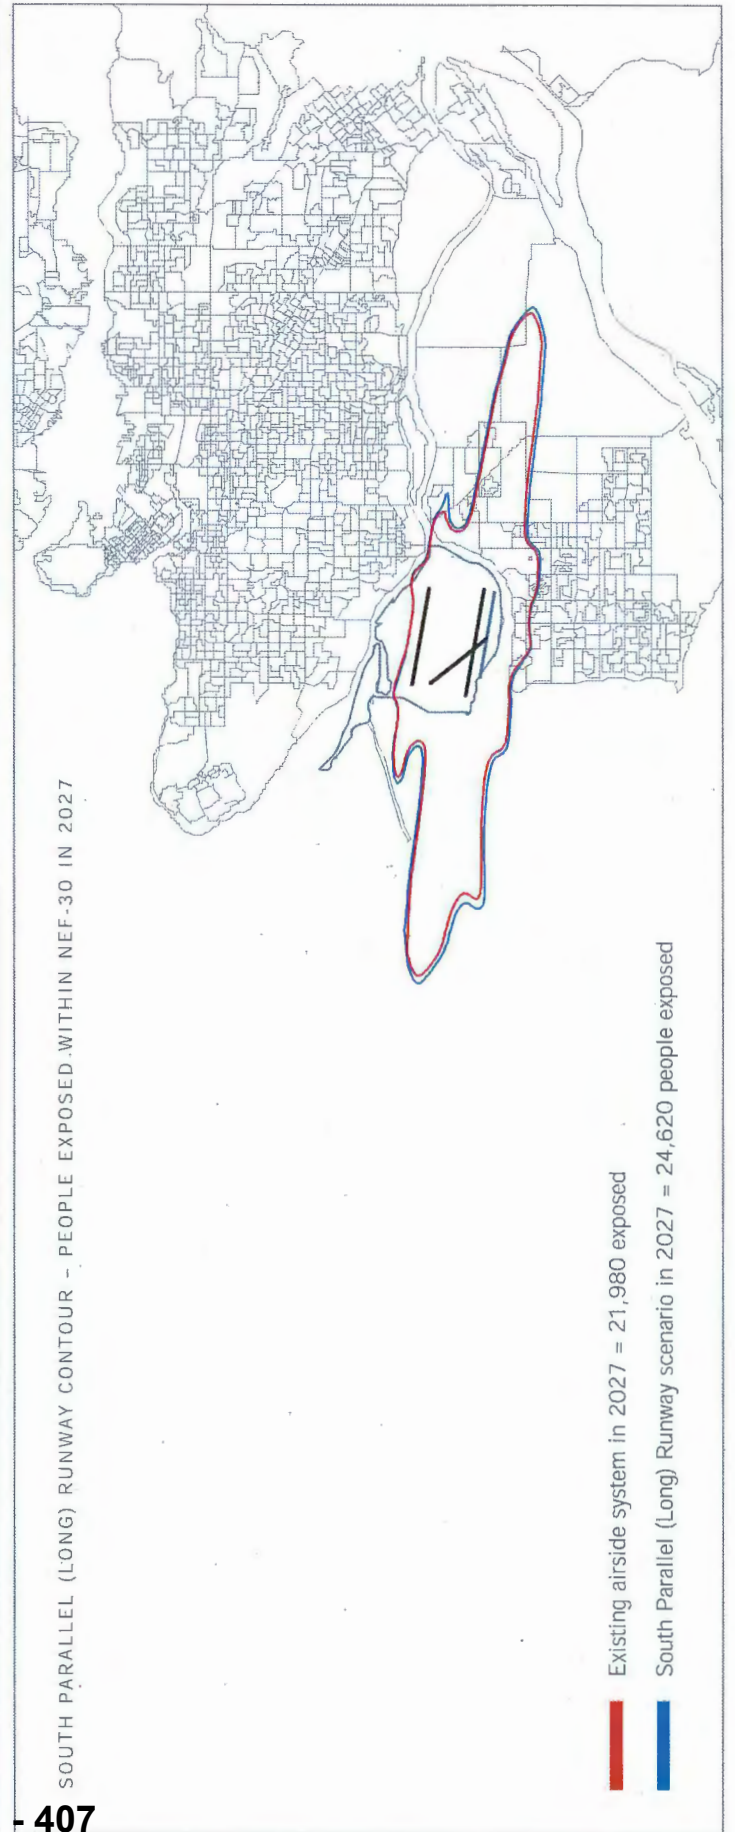 SOUTH PARALLEL (LONG) RUNWAY CONTOUR – PEOPLE EXPOSED WITHIN NEF-30 IN 2027
Existing airside system in 2027 = 21,980 exposed
South Parallel (Long) Runway scenario in 2027 = 24,620 people exposed
- 407